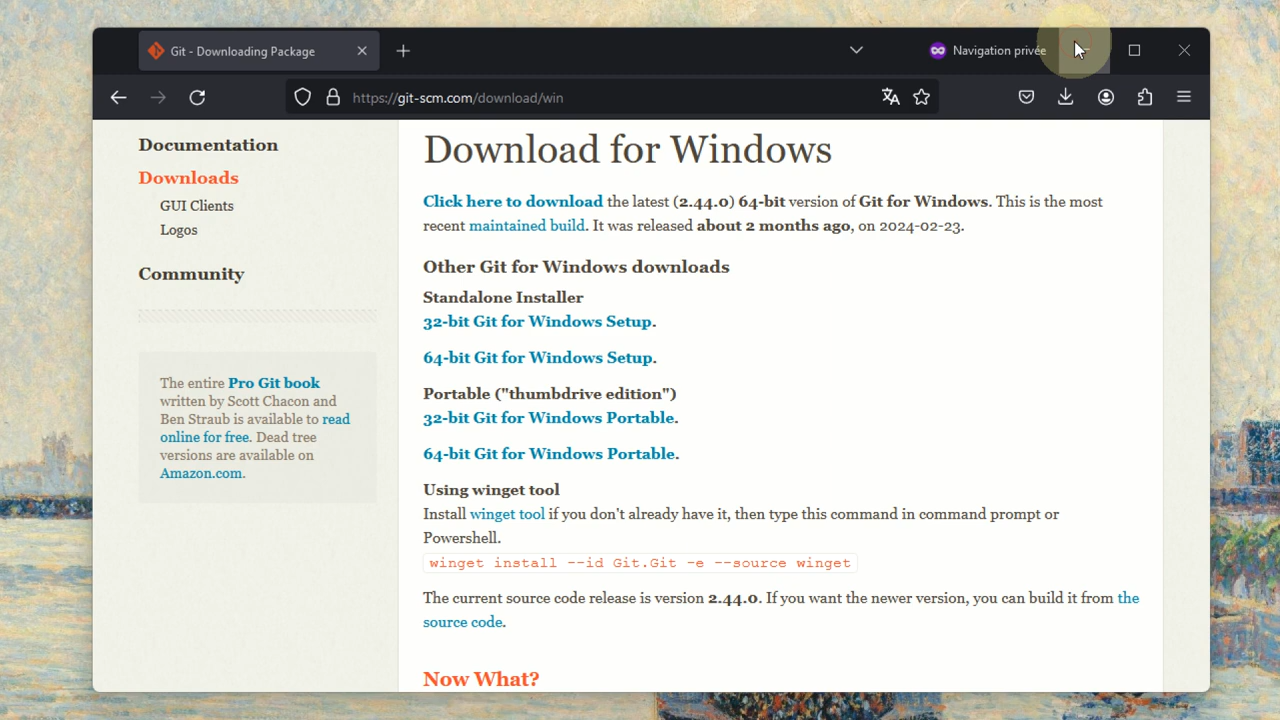 Git - Downloading Package
Navigation privée
https://git-scm.com/download/win
Documentation
Downloads
GUI Clients
Logos
Community
The entire Pro Git book
written by Scott Chacon and
Ben Straub is available to read
online for free. Dead tree
versions are available on
Amazon.com.
Download for Windows
Click here to download the latest (2.44.0) 64-bit version of Git for Windows. This is the most
recent maintained build. It was released about 2 months ago, on 2024-02-23.
Other Git for Windows downloads
Standalone Installer
32-bit Git for Windows Setup.
64-bit Git for Windows Setup.
Portable ("thumbdrive edition")
32-bit Git for Windows Portable.
64-bit Git for Windows Portable.
Using winget tool
Install winget tool if you don't already have it, then type this command in command prompt or
Powershell.
winget install --id Git.Git -e --source winget
The current source code release is version 2.44.0. If you want the newer version, you can build it from the
source code.
Now What?